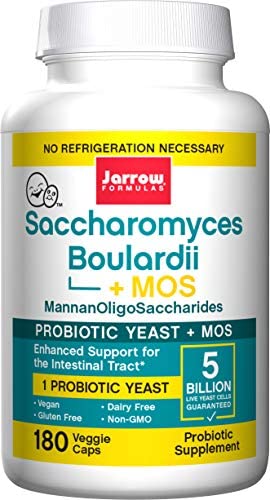 NO REFRIGERATION NECESSARY
Jarrow
FORMULAS®
TM
Saccharomyces
Boulardii
+ MOS
MannanOligoSaccharides
PROBIOTIC YEAST + MOS
Enhanced Support for
the Intestinal Tract*
1 PROBIOTIC YEAST
• Vegan • Dairy Free
• Gluten Free • Non-GMO
5
BILLION
LIVE YEAST CELLS
GUARANTEED
180 Veggie
Caps
Probiotic
Supplement